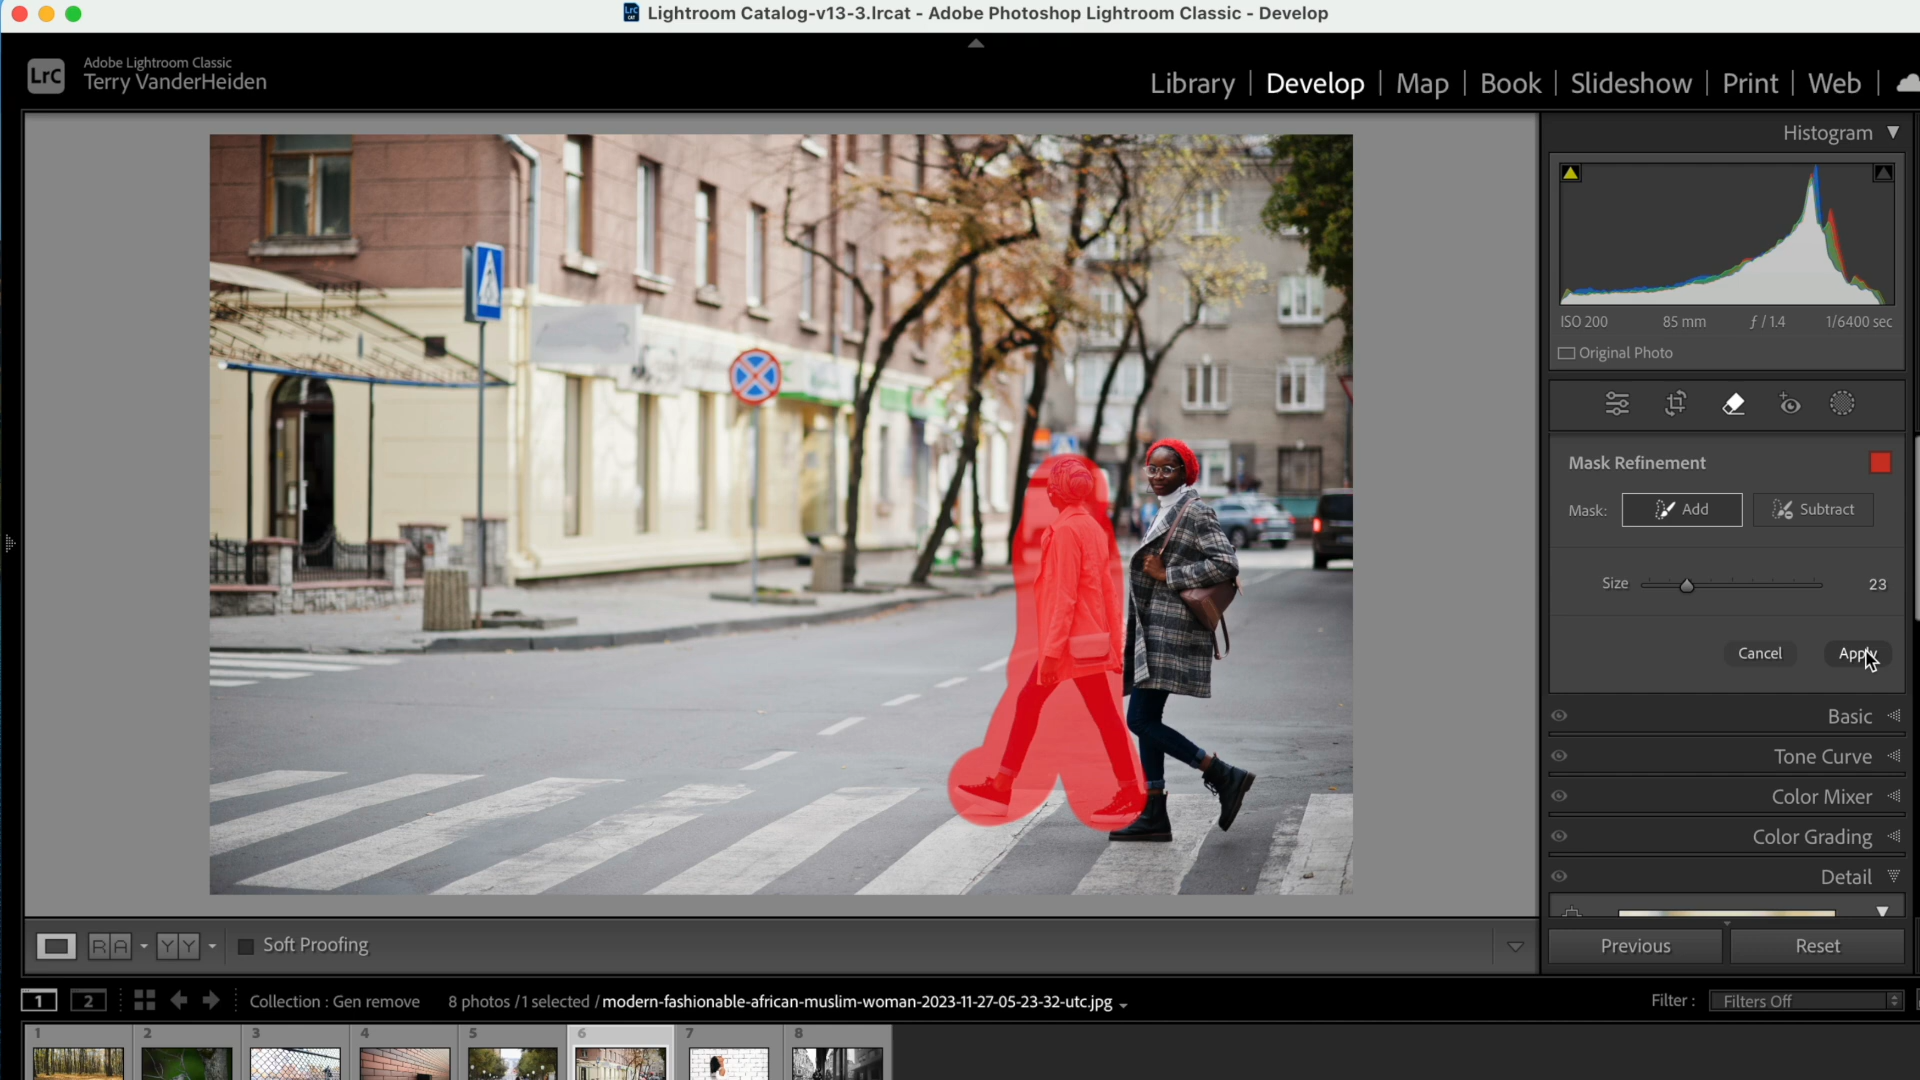 Lightroom Catalog-v13-3.lrcat - Adobe Photoshop Lightroom Classic - Develop
LrC
Adobe Lightroom Classic
Terry VanderHeiden
Library | Develop | Map | Book | Slideshow | Print | Web |
Histogram
ISO 200 85 mm ƒ / 1.4 1/6400 sec
Original Photo
Mask Refinement
Mask: Add Subtract
Size 23
Cancel Apply
Basic
Tone Curve
Color Mixer
Color Grading
Detail
Previous Reset
R A Y Y Soft Proofing
1 2 Collection : Gen remove 8 photos / 1 selected / modern-fashionable-african-muslim-woman-2023-11-27-05-23-32-utc.jpg Filter : Filters Off
1 2 3 4 5 6 7 8